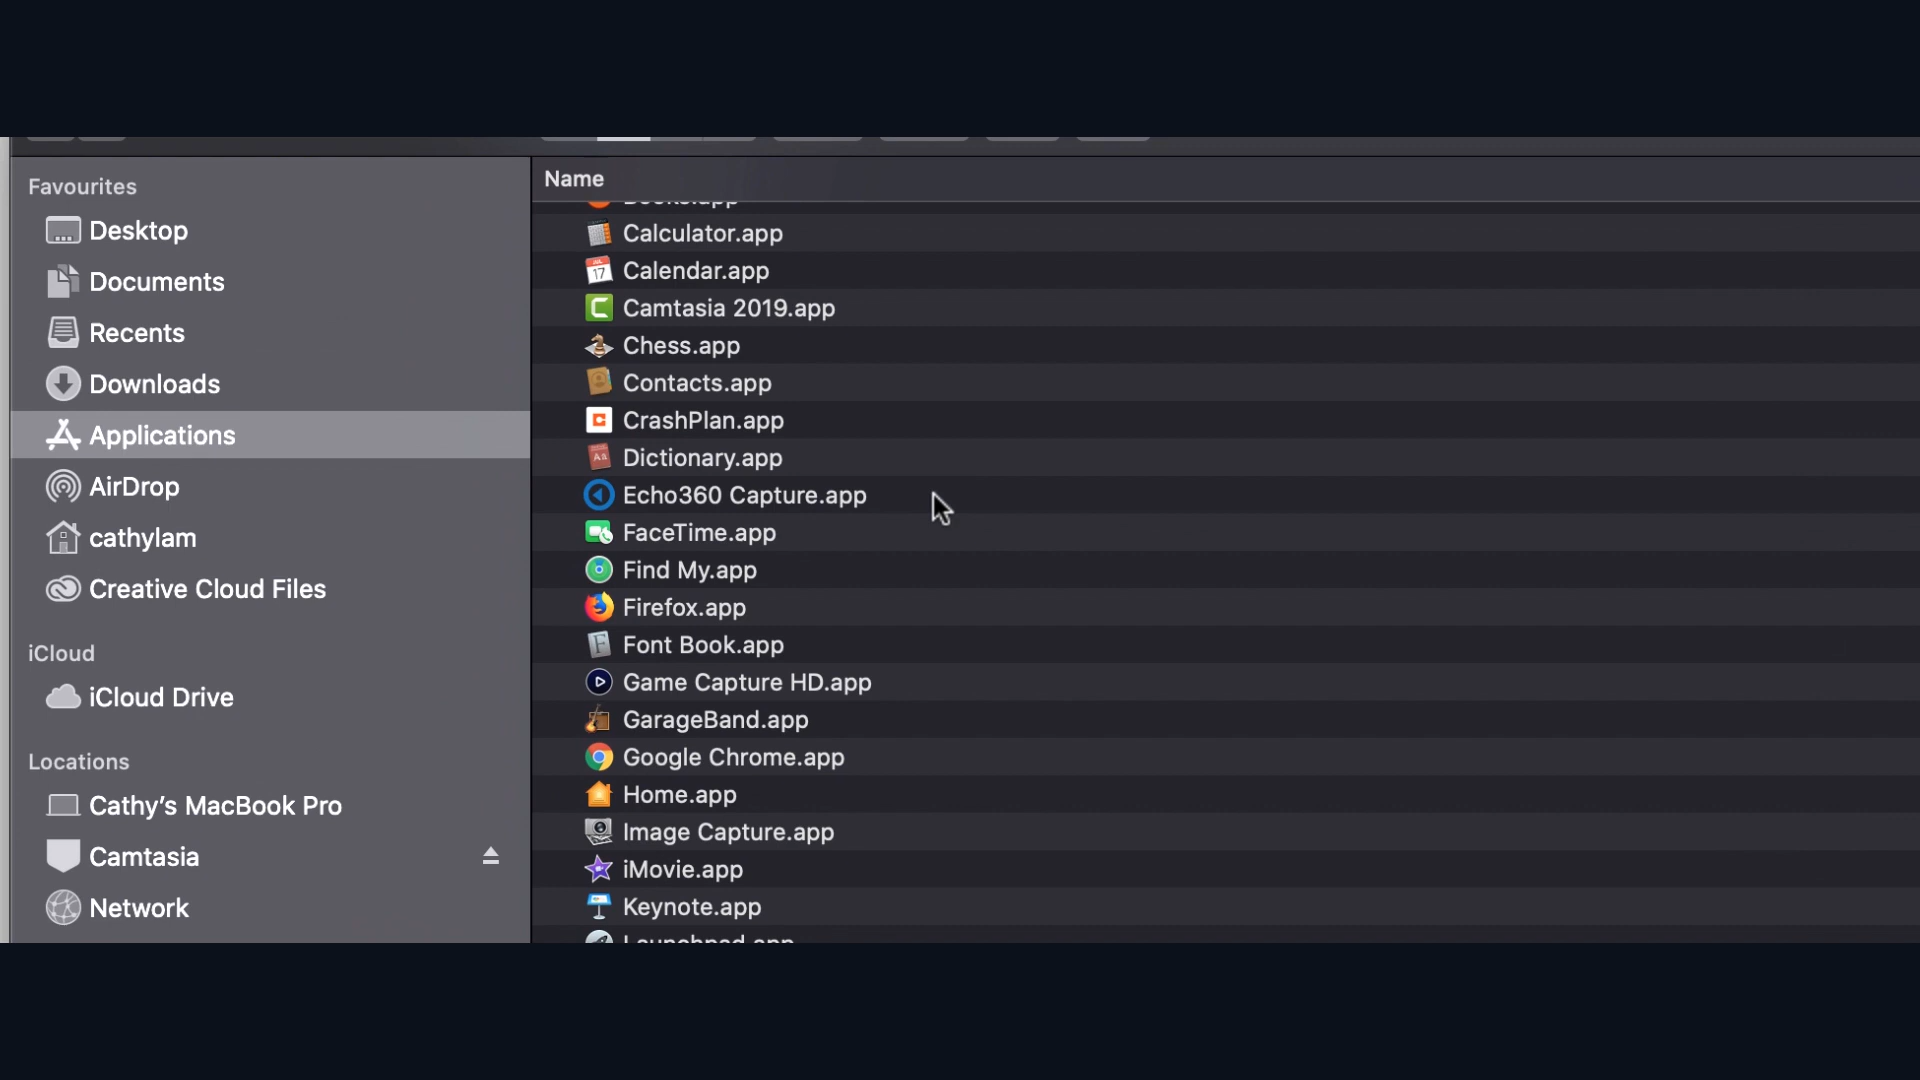 Favourites
Desktop
Documents
Recents
Downloads
Applications
AirDrop
cathylam
Creative Cloud Files
iCloud
iCloud Drive
Locations
Cathy's MacBook Pro
Camtasia
Network
Name
Calculator.app
Calendar.app
Camtasia 2019.app
Chess.app
Contacts.app
CrashPlan.app
Dictionary.app
Echo360 Capture.app
FaceTime.app
Find My.app
Firefox.app
Font Book.app
Game Capture HD.app
GarageBand.app
Google Chrome.app
Home.app
Image Capture.app
iMovie.app
Keynote.app
Launchpad.app